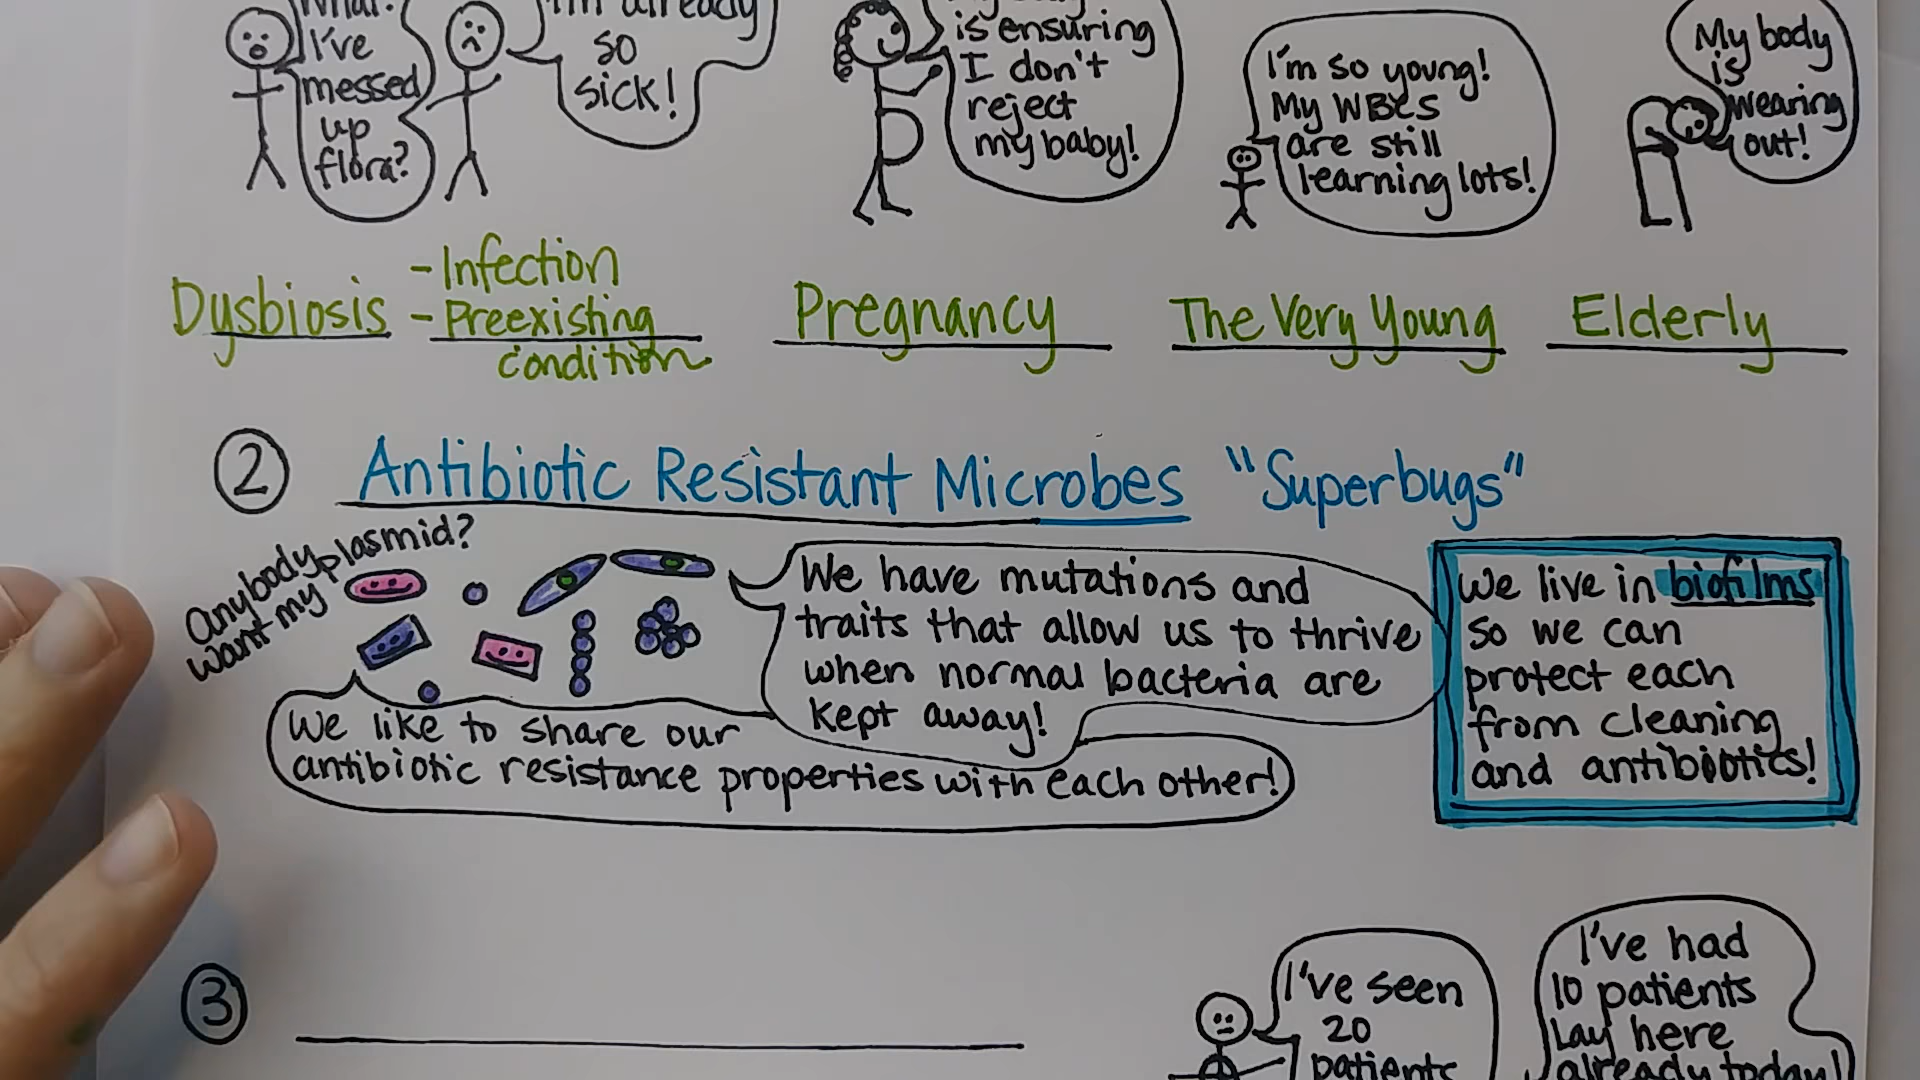 What?
I've
messed
up
flora?
I'm already
so
sick!
is ensuring
I don't
reject
my baby!
I'm so young!
My WBCs
are still
learning lots!
My body
is
wearing
out!
Dysbiosis
- Infection
- Preexisting
condition
Pregnancy
The Very Young
Elderly
2 Antibiotic Resistant Microbes "Superbugs"
Anybody
want my
plasmid?
We have mutations and
traits that allow us to thrive
when normal bacteria are
kept away!
We like to share our
antibiotic resistance properties with each other!
We live in biofilms
so we can
protect each
from cleaning
and antibiotics!
3
I've seen
20
patients
I've had
10 patients
Lay here
already today!